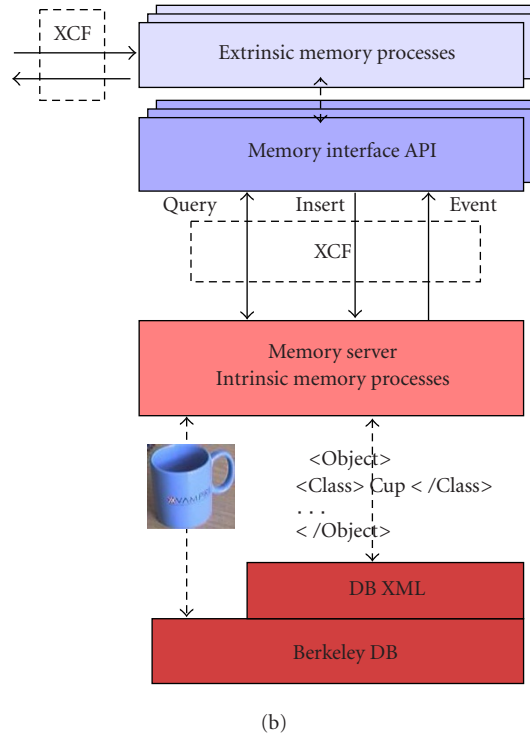 XCF
Extrinsic memory processes
Memory interface API
Query Insert Event
XCF
Memory server
Intrinsic memory processes
VAMPIRE
<Object>
<Class> Cup < /Class>
. . .
< /Object>
DB XML
Berkeley DB
(b)